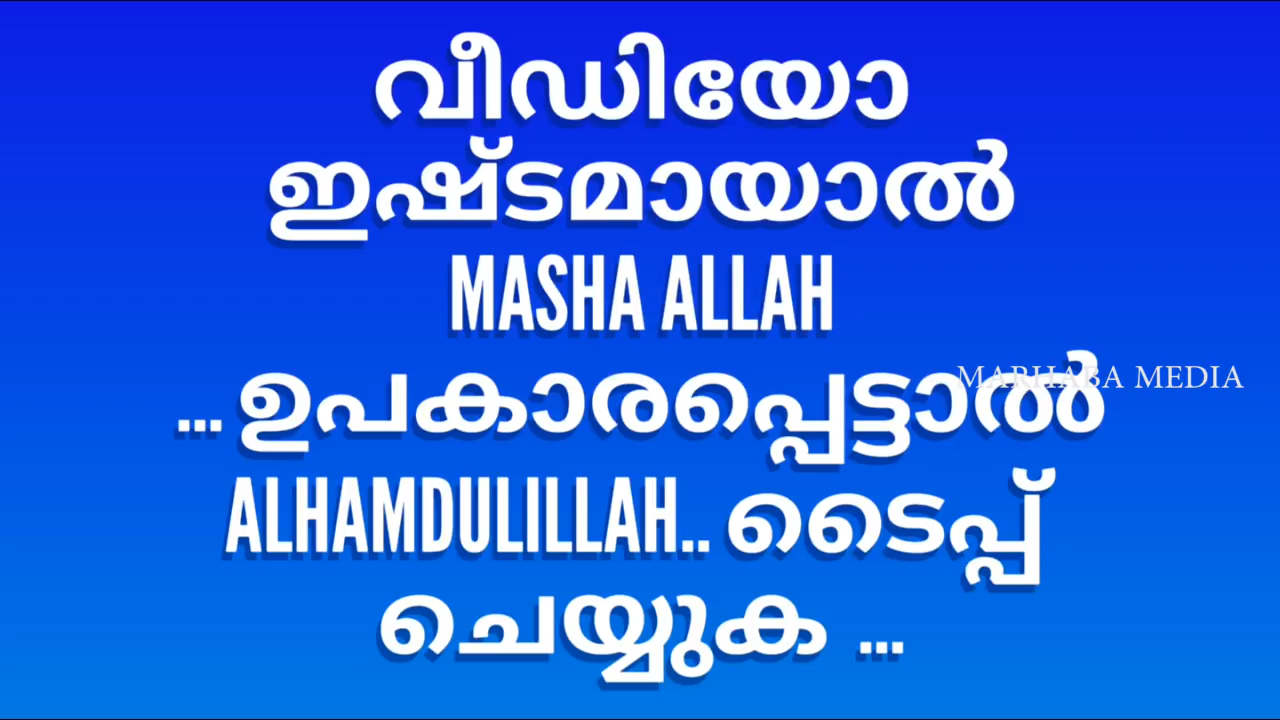 വീഡിയോ
ഇഷ്ടമായാൽ
MASHA ALLAH
... ഉപകാരപ്പെട്ടാൽ
MARHABA MEDIA
ALHAMDULILLAH.. ടൈപ്പ്
ചെയ്യുക ...